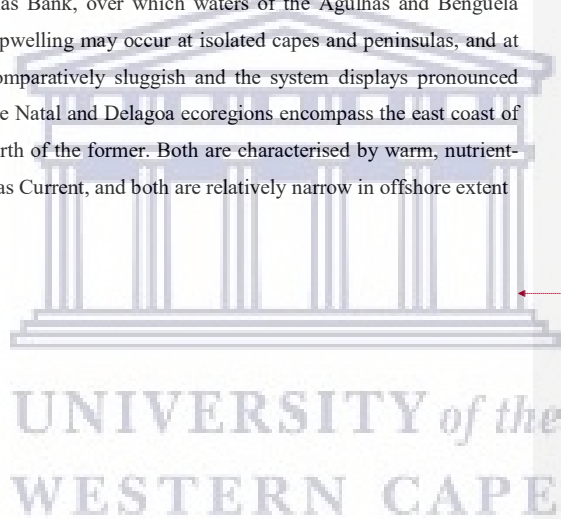 as Bank, over which waters of the Agulhas and Benguela
pwelling may occur at isolated capes and peninsulas, and at
omparatively sluggish and the system displays pronounced
e Natal and Delagoa ecoregions encompass the east coast of
rth of the former. Both are characterised by warm, nutrient-
as Current, and both are relatively narrow in offshore extent
UNIVERSITY of the
WESTERN CAPE